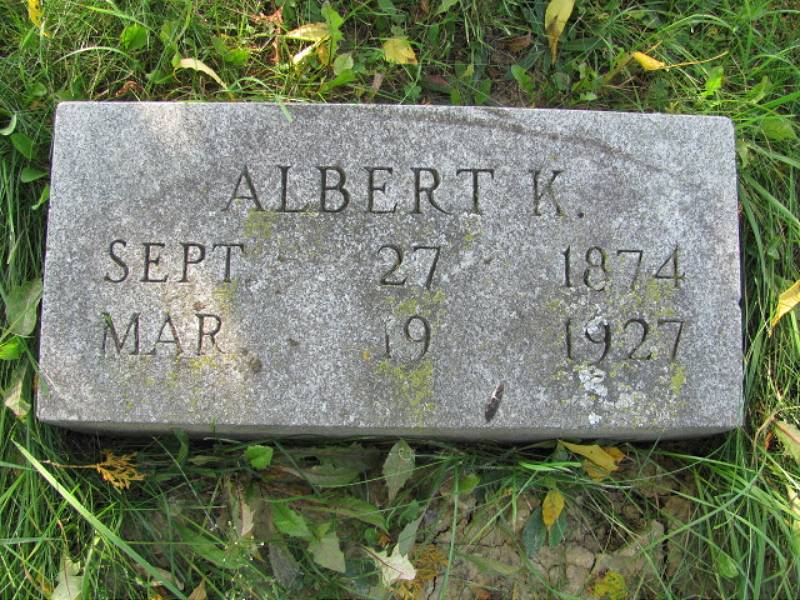 ALBERT K.
SEPT. 27 1874
MAR. 19 1927